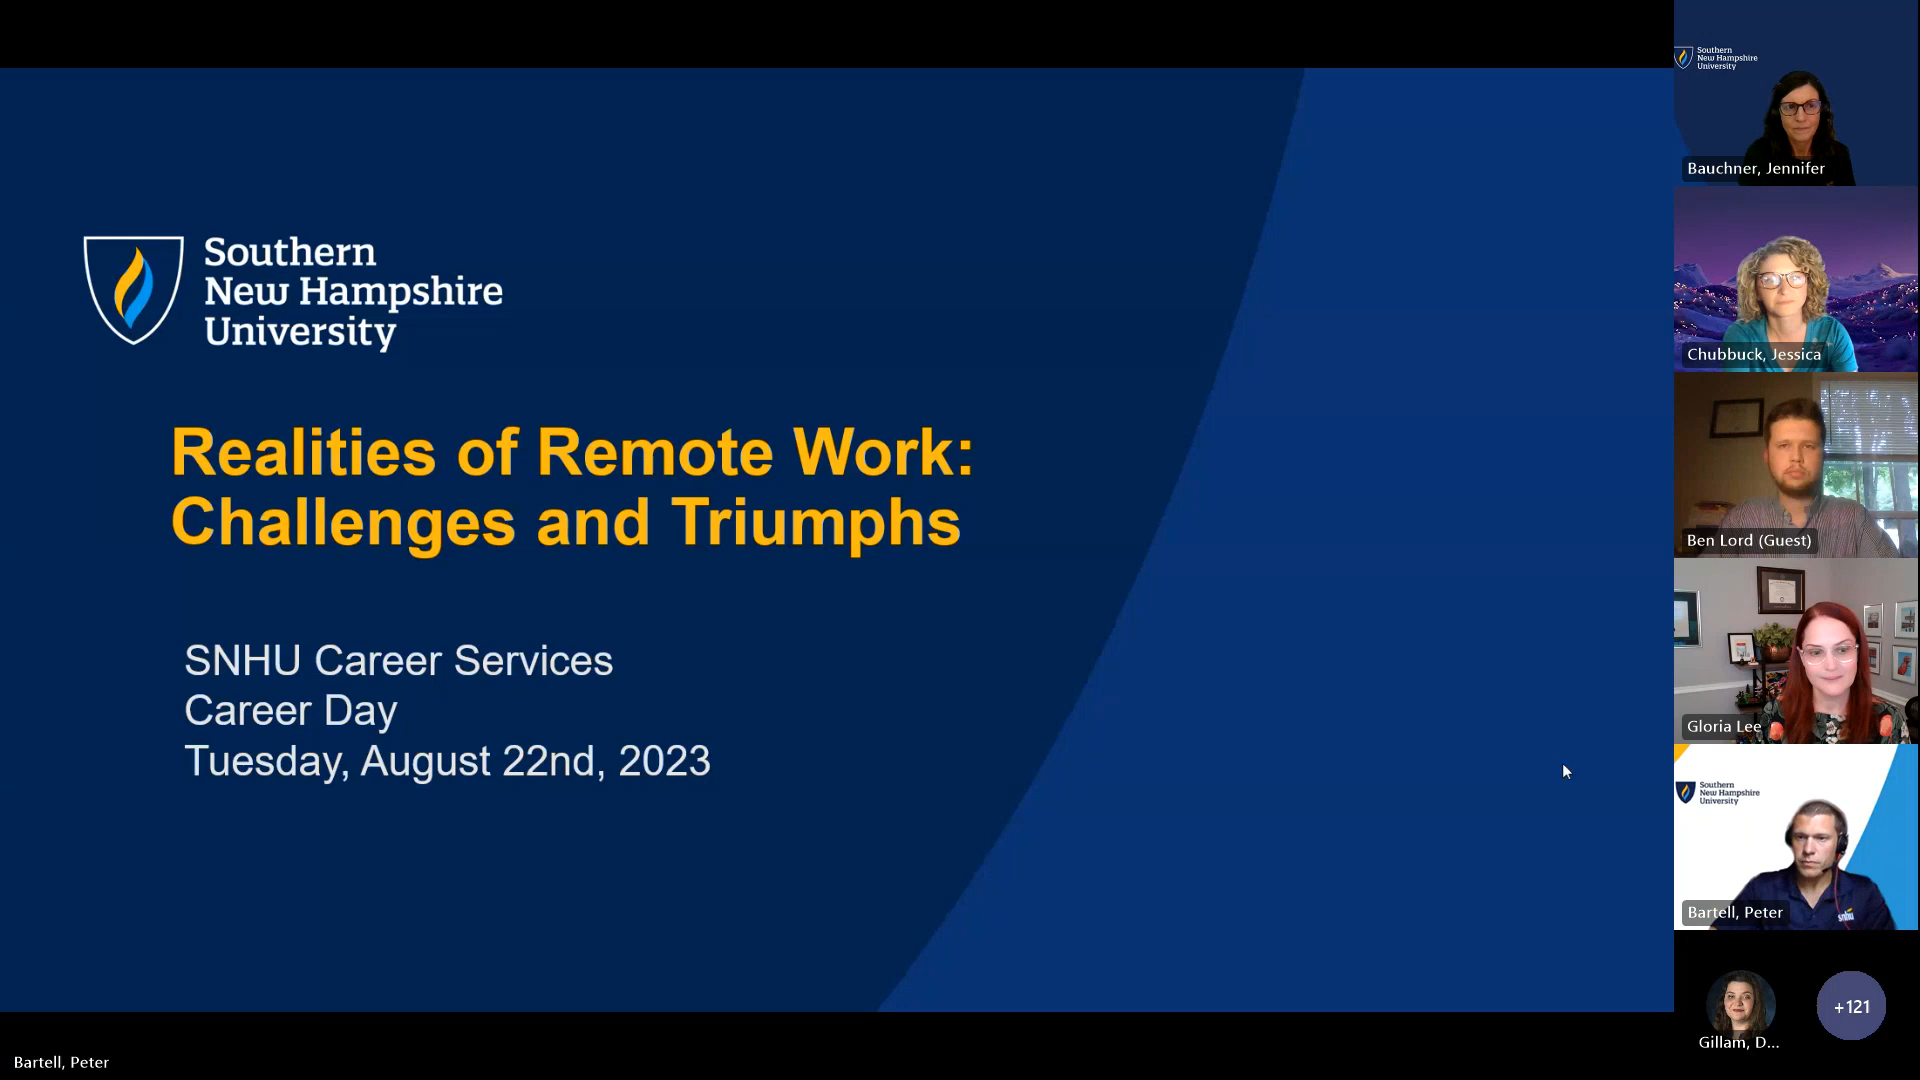 Southern
New Hampshire
University
Realities of Remote Work:
Challenges and Triumphs
SNHU Career Services
Career Day
Tuesday, August 22nd, 2023
Bartell, Peter
Southern
New Hampshire
University
Bauchner, Jennifer
Chubbuck, Jessica
Ben Lord (Guest)
Gloria Lee
Southern
New Hampshire
University
snhu
Bartell, Peter
Gillam, D...
+121